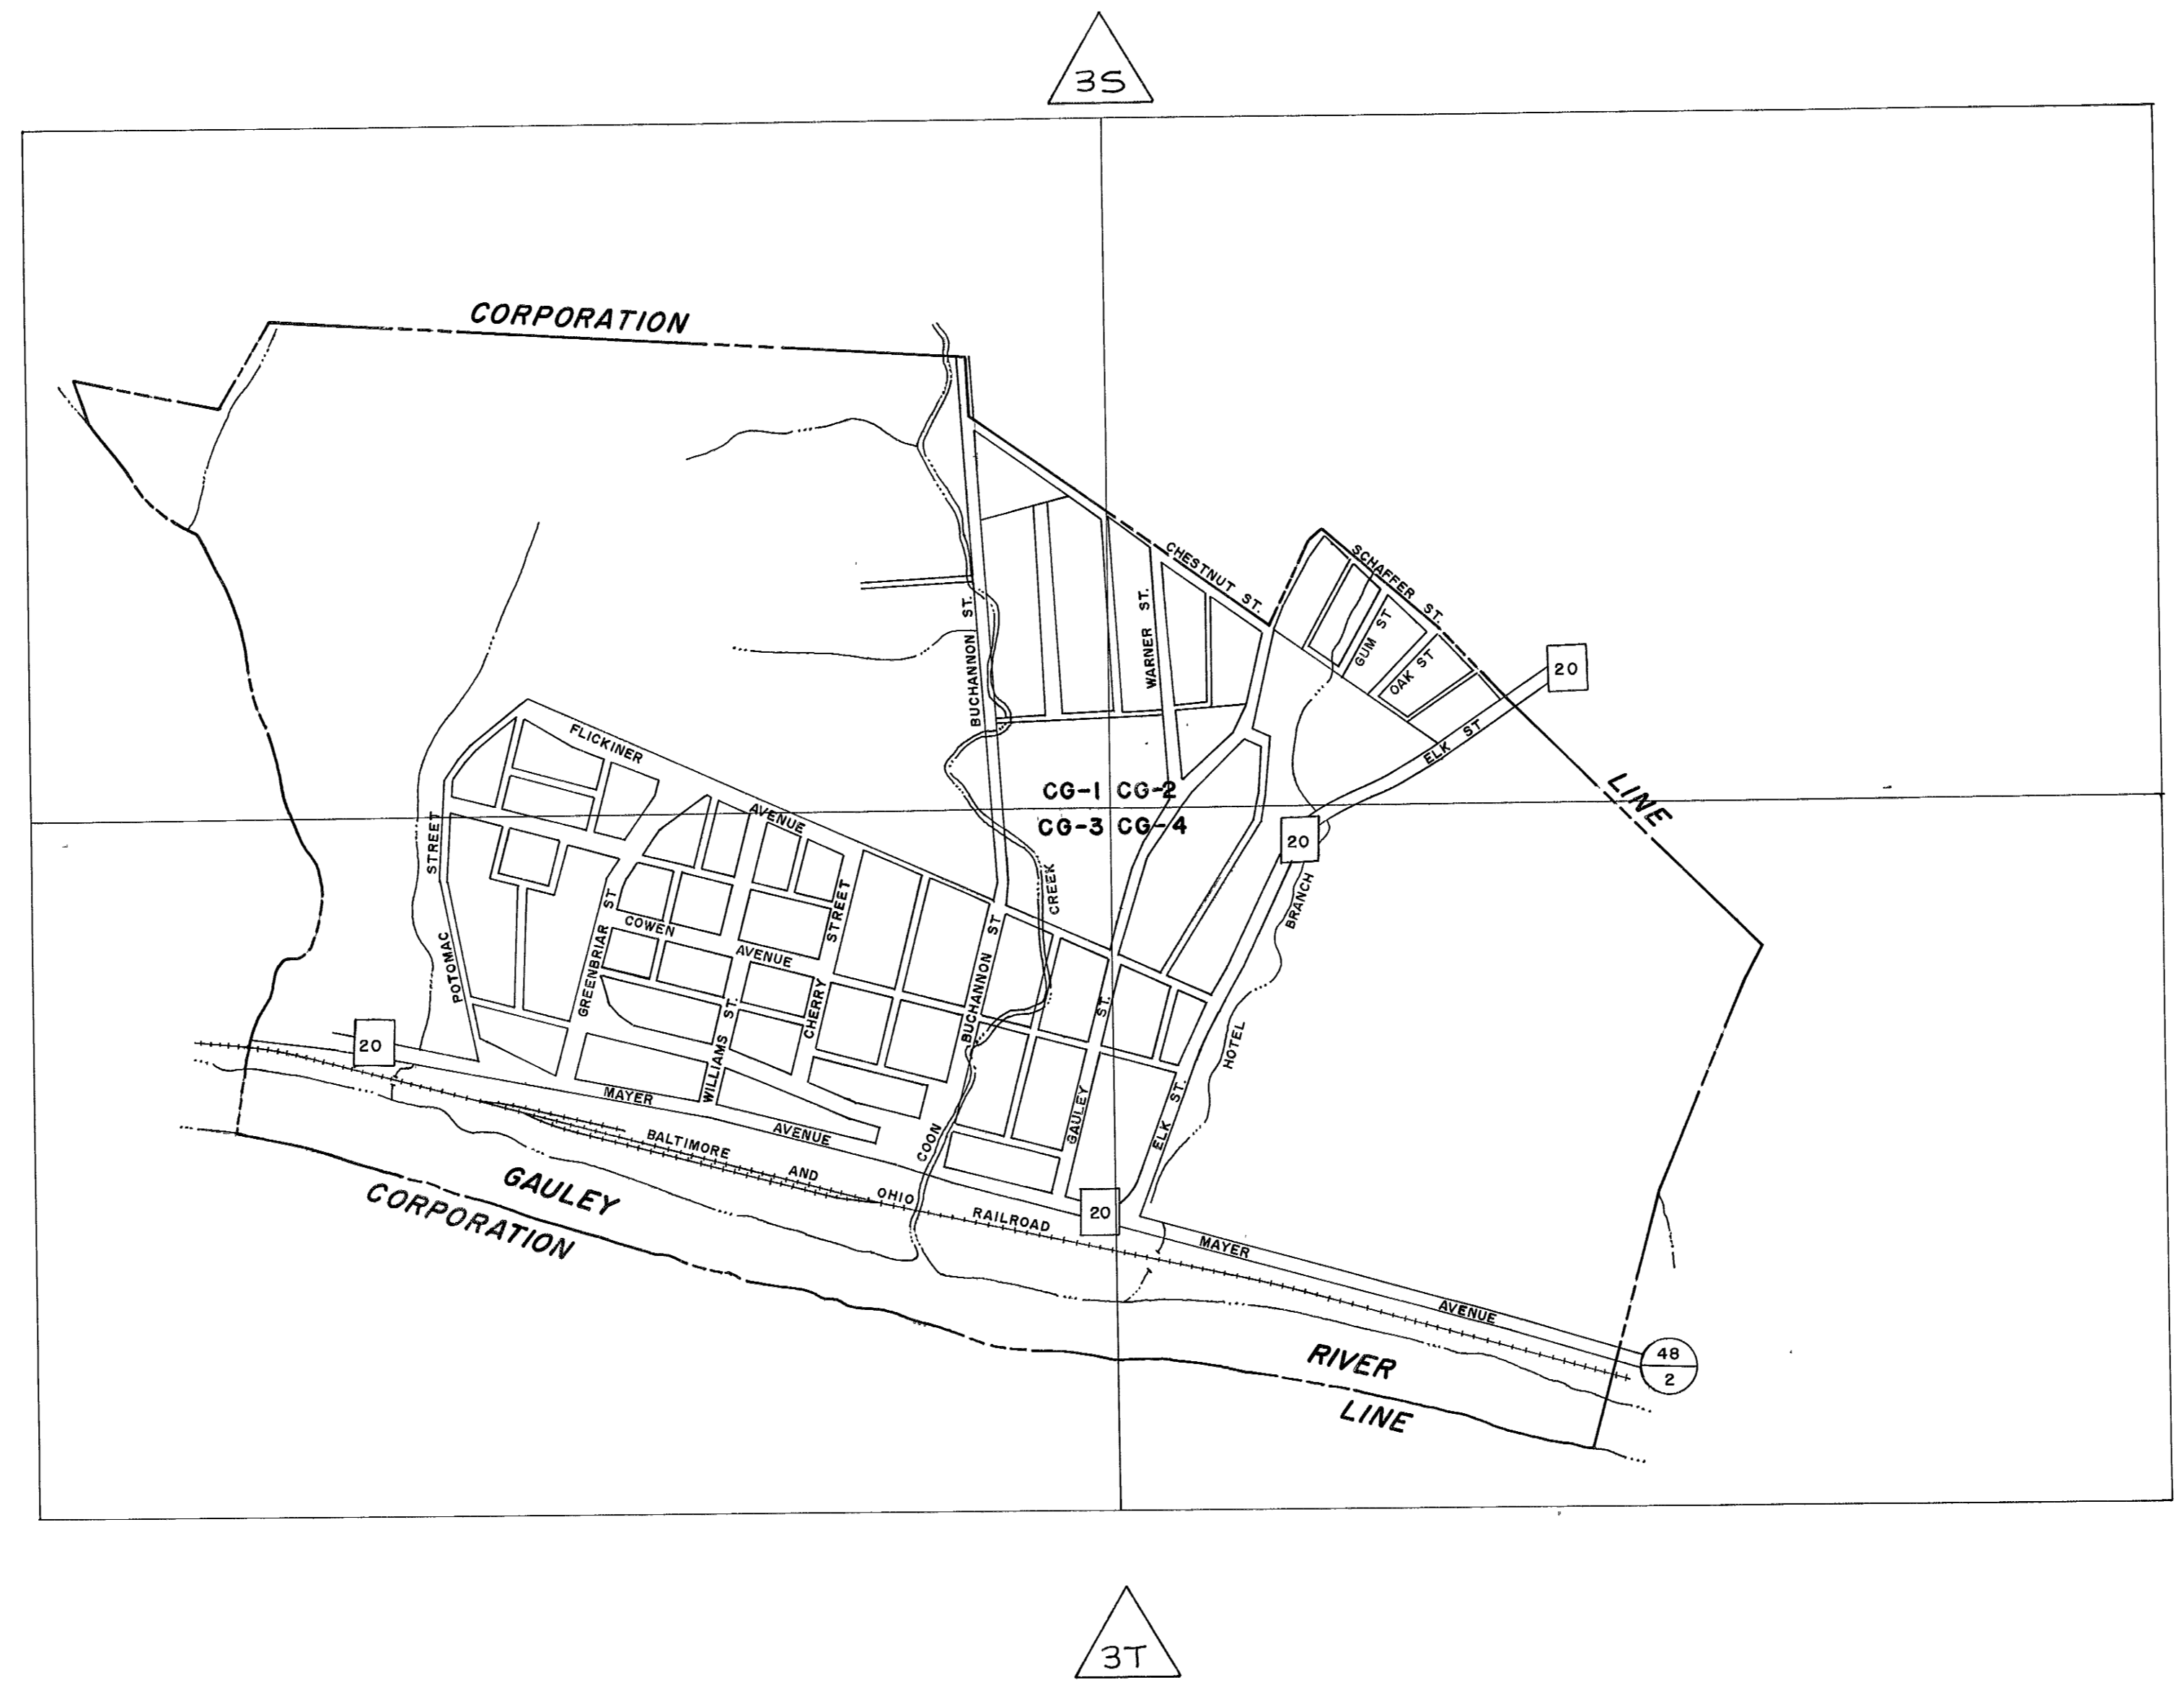 3S
CORPORATION
CHESTNUT ST.
SCHAFFER ST.
BUCHANNON ST.
WARNER ST.
GUM ST
OAK ST
20
ELK ST
FLICKINER AVENUE
CG-1 CG-2
CG-3 CG-4
LINE
20
POTOMAC STREET
GREENBRIAR ST
COWEN AVENUE
WILLIAMS ST.
CHERRY STREET
BUCHANNON ST
COON CREEK
GAULEY ST.
ELK ST.
HOTEL BRANCH
20
MAYER AVENUE
BALTIMORE AND OHIO RAILROAD
20
MAYER AVENUE
GAULEY RIVER
CORPORATION LINE
48
2
3T